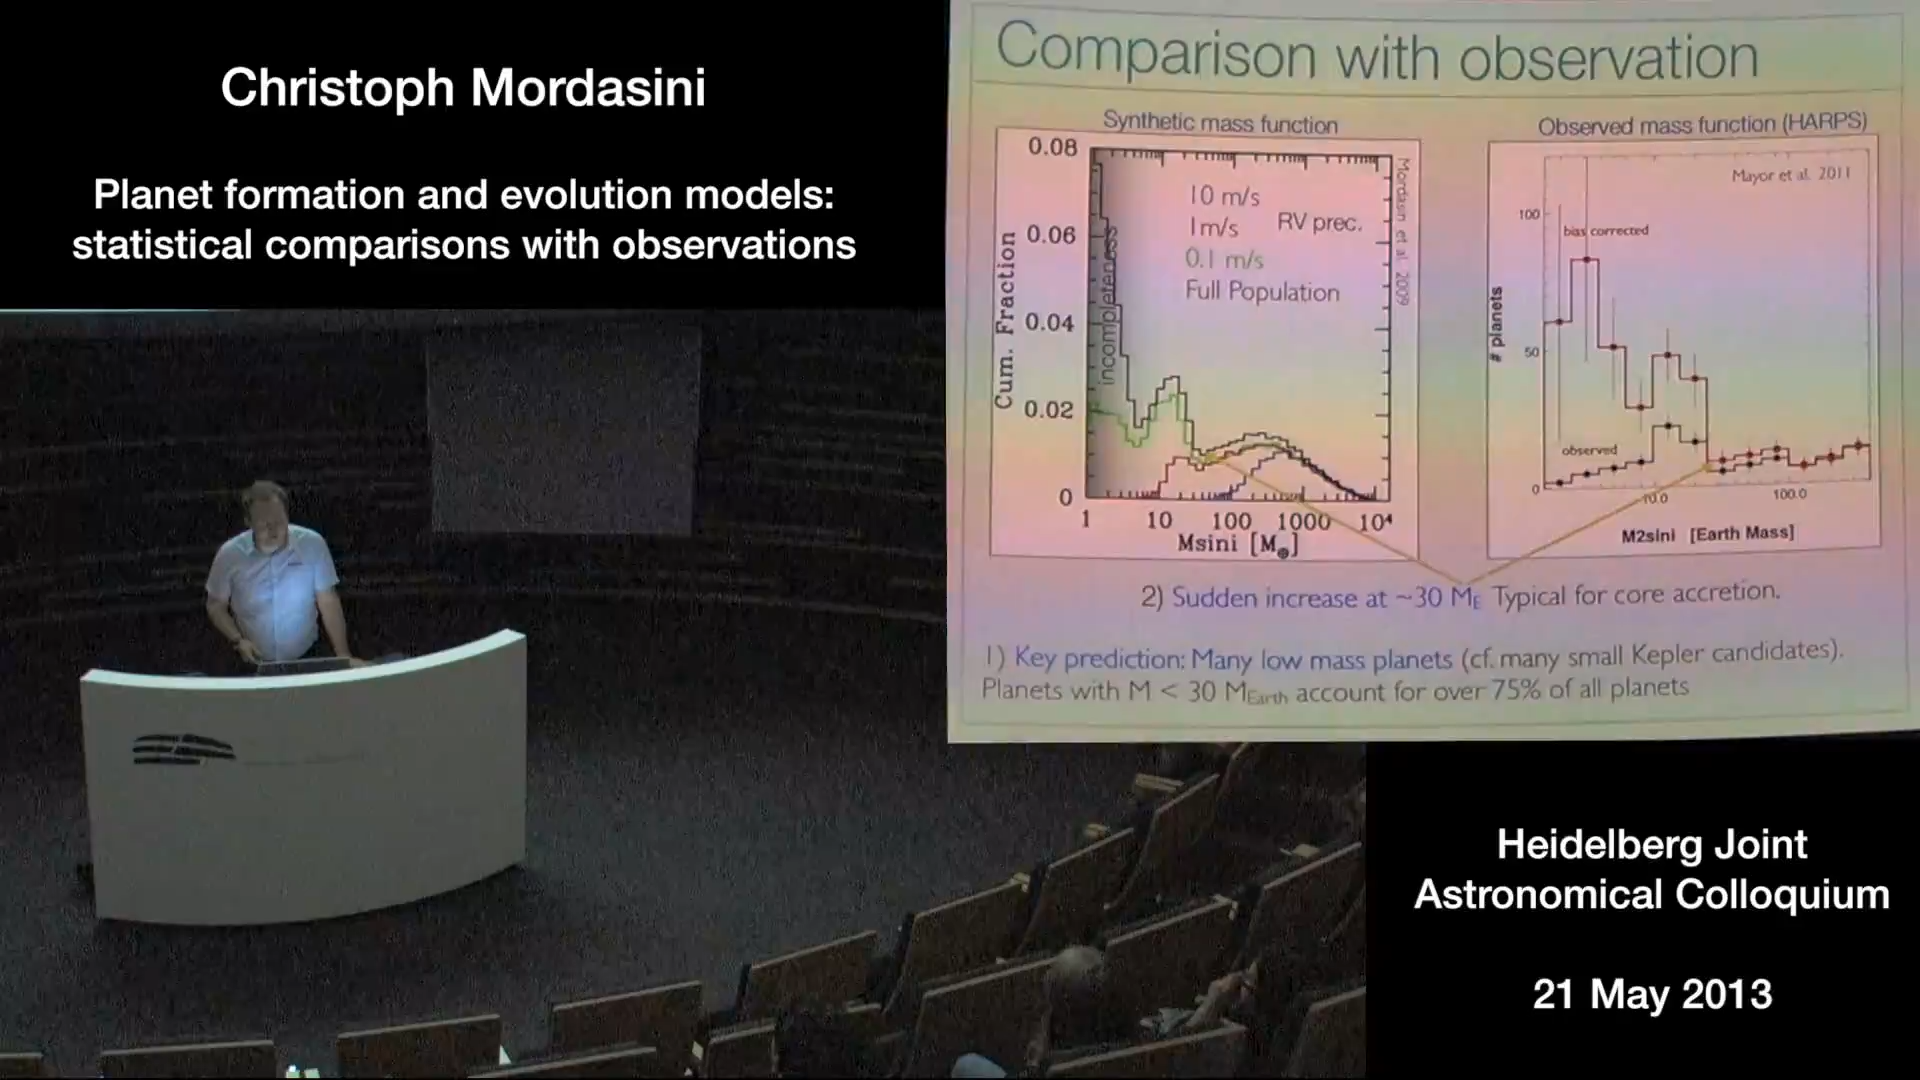 Christoph Mordasini
Planet formation and evolution models:
statistical comparisons with observations
Comparison with observation
Synthetic mass function
0.08
0.06
0.04
0.02
0
Cum. Fraction
incompleteness
10 m/s
1m/s
RV prec.
0.1 m/s
Full Population
Mordasini et al. 2009
1
10
100
1000
10⁴
Msini [M⊕]
Observed mass function (HARPS)
Mayor et al. 2011
100
50
0
# planets
bias corrected
observed
10.0
100.0
M2sini [Earth Mass]
2) Sudden increase at ~30 ME Typical for core accretion.
1) Key prediction: Many low mass planets (cf. many small Kepler candidates).
Planets with M < 30 MEarth account for over 75% of all planets
Heidelberg Joint
Astronomical Colloquium
21 May 2013